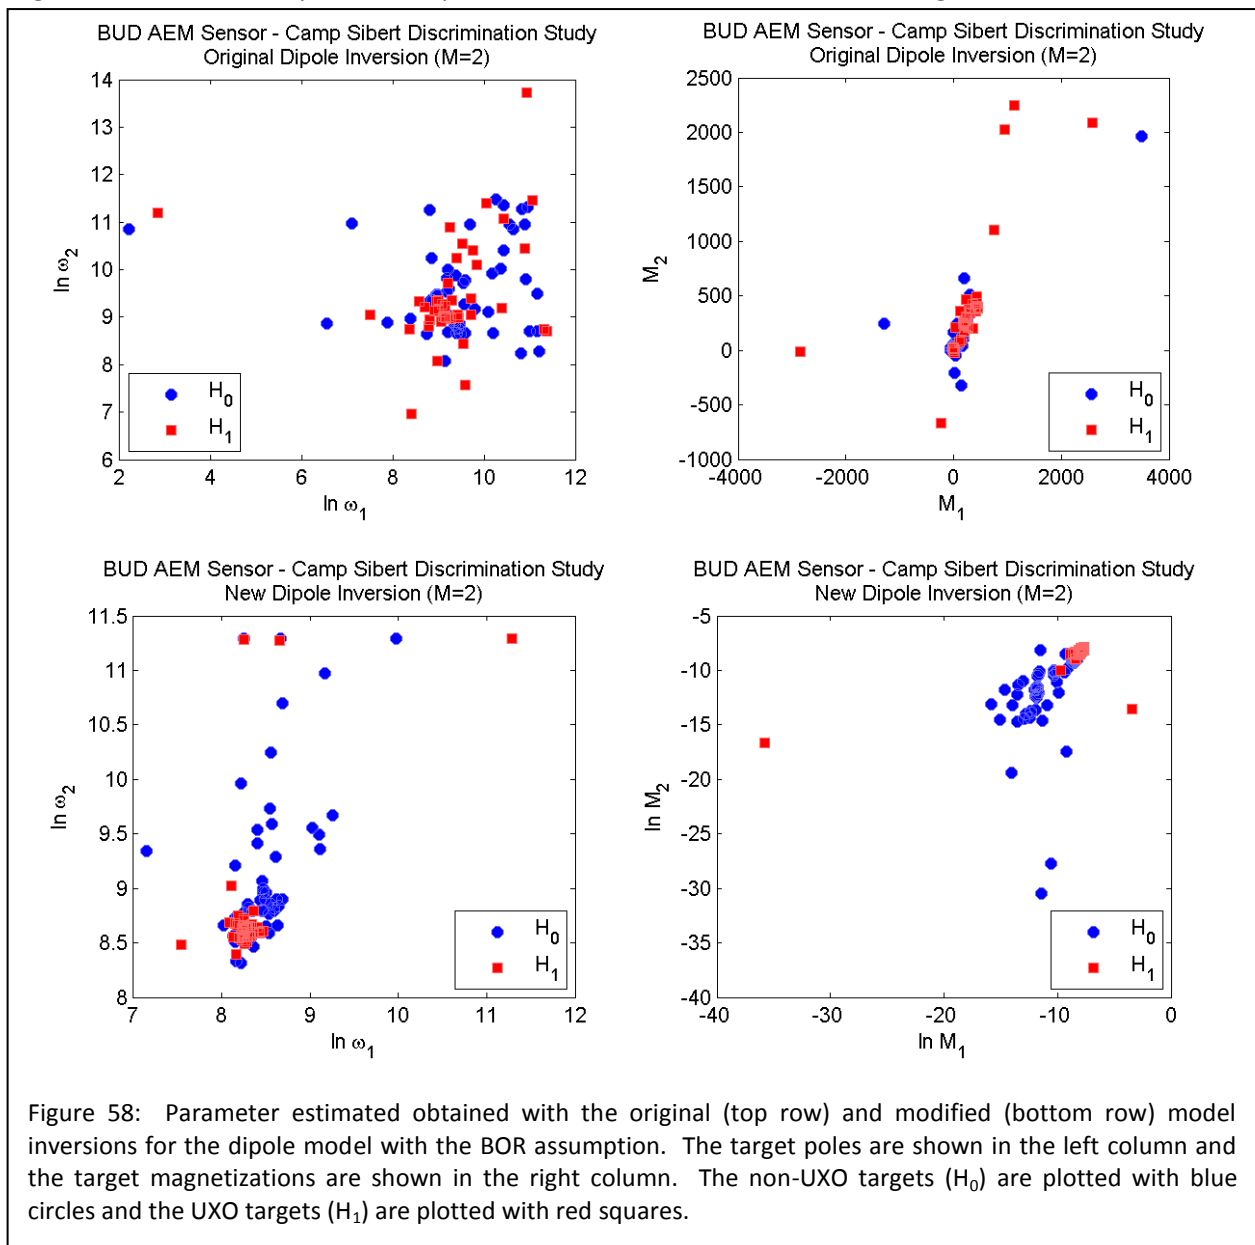 BUD AEM Sensor - Camp Sibert Discrimination Study
Original Dipole Inversion (M=2)
14
13
12
11
10
9
8
7
6
ln ω2
2
4
6
8
10
12
ln ω1
H0
H1
BUD AEM Sensor - Camp Sibert Discrimination Study
Original Dipole Inversion (M=2)
2500
2000
1500
1000
500
0
-500
-1000
M2
-4000
-2000
0
2000
4000
M1
H0
H1
BUD AEM Sensor - Camp Sibert Discrimination Study
New Dipole Inversion (M=2)
11.5
11
10.5
10
9.5
9
8.5
8
ln ω2
7
8
9
10
11
12
ln ω1
H0
H1
BUD AEM Sensor - Camp Sibert Discrimination Study
New Dipole Inversion (M=2)
-5
-10
-15
-20
-25
-30
-35
-40
ln M2
-40
-30
-20
-10
0
ln M1
H0
H1
Figure 58: Parameter estimated obtained with the original (top row) and modified (bottom row) model
inversions for the dipole model with the BOR assumption. The target poles are shown in the left column and
the target magnetizations are shown in the right column. The non-UXO targets (H0) are plotted with blue
circles and the UXO targets (H1) are plotted with red squares.